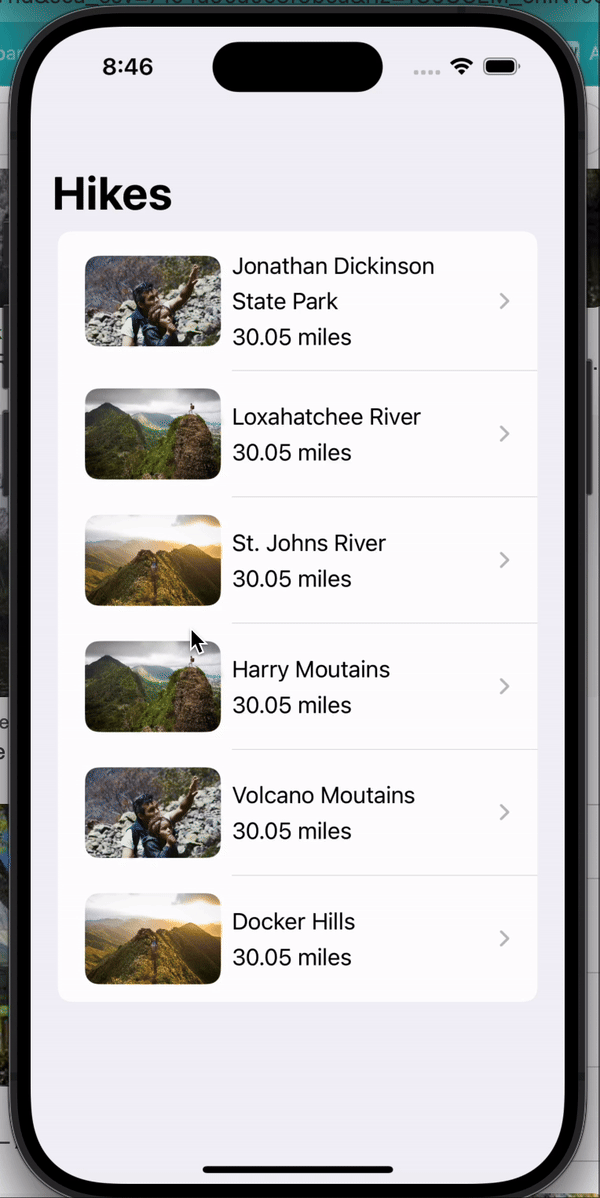 8:46
Hikes
Jonathan Dickinson
State Park
30.05 miles
Loxahatchee River
30.05 miles
St. Johns River
30.05 miles
Harry Moutains
30.05 miles
Volcano Moutains
30.05 miles
Docker Hills
30.05 miles